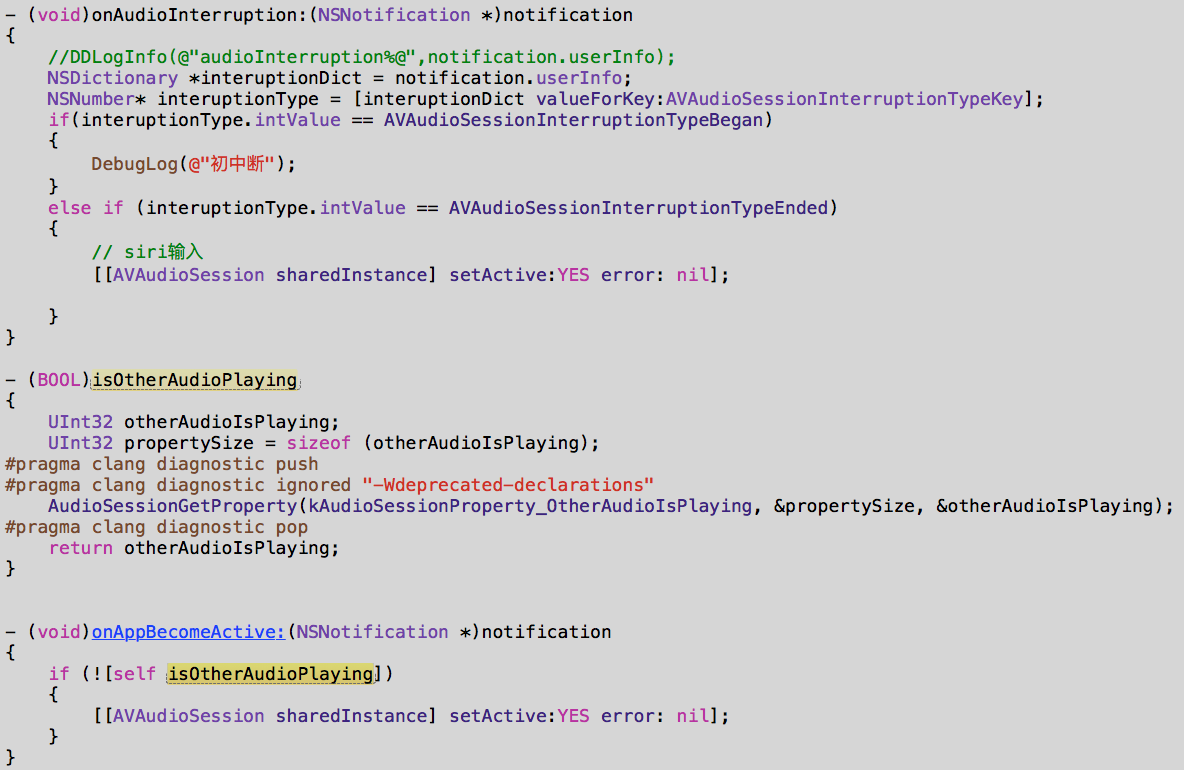 - (void)onAudioInterruption:(NSNotification *)notification
{
    //DDLogInfo(@"audioInterruption%@",notification.userInfo);
    NSDictionary *interuptionDict = notification.userInfo;
    NSNumber* interuptionType = [interuptionDict valueForKey:AVAudioSessionInterruptionTypeKey];
    if(interuptionType.intValue == AVAudioSessionInterruptionTypeBegan)
    {
        DebugLog(@"初中断");
    }
    else if (interuptionType.intValue == AVAudioSessionInterruptionTypeEnded)
    {
        // siri输入
        [[AVAudioSession sharedInstance] setActive:YES error: nil];
    }
}
- (BOOL)isOtherAudioPlaying
{
    UInt32 otherAudioIsPlaying;
    UInt32 propertySize = sizeof (otherAudioIsPlaying);
#pragma clang diagnostic push
#pragma clang diagnostic ignored "-Wdeprecated-declarations"
    AudioSessionGetProperty(kAudioSessionProperty_OtherAudioIsPlaying, &propertySize, &otherAudioIsPlaying);
#pragma clang diagnostic pop
    return otherAudioIsPlaying;
}
- (void)onAppBecomeActive:(NSNotification *)notification
{
    if (![self isOtherAudioPlaying])
    {
        [[AVAudioSession sharedInstance] setActive:YES error: nil];
    }
}